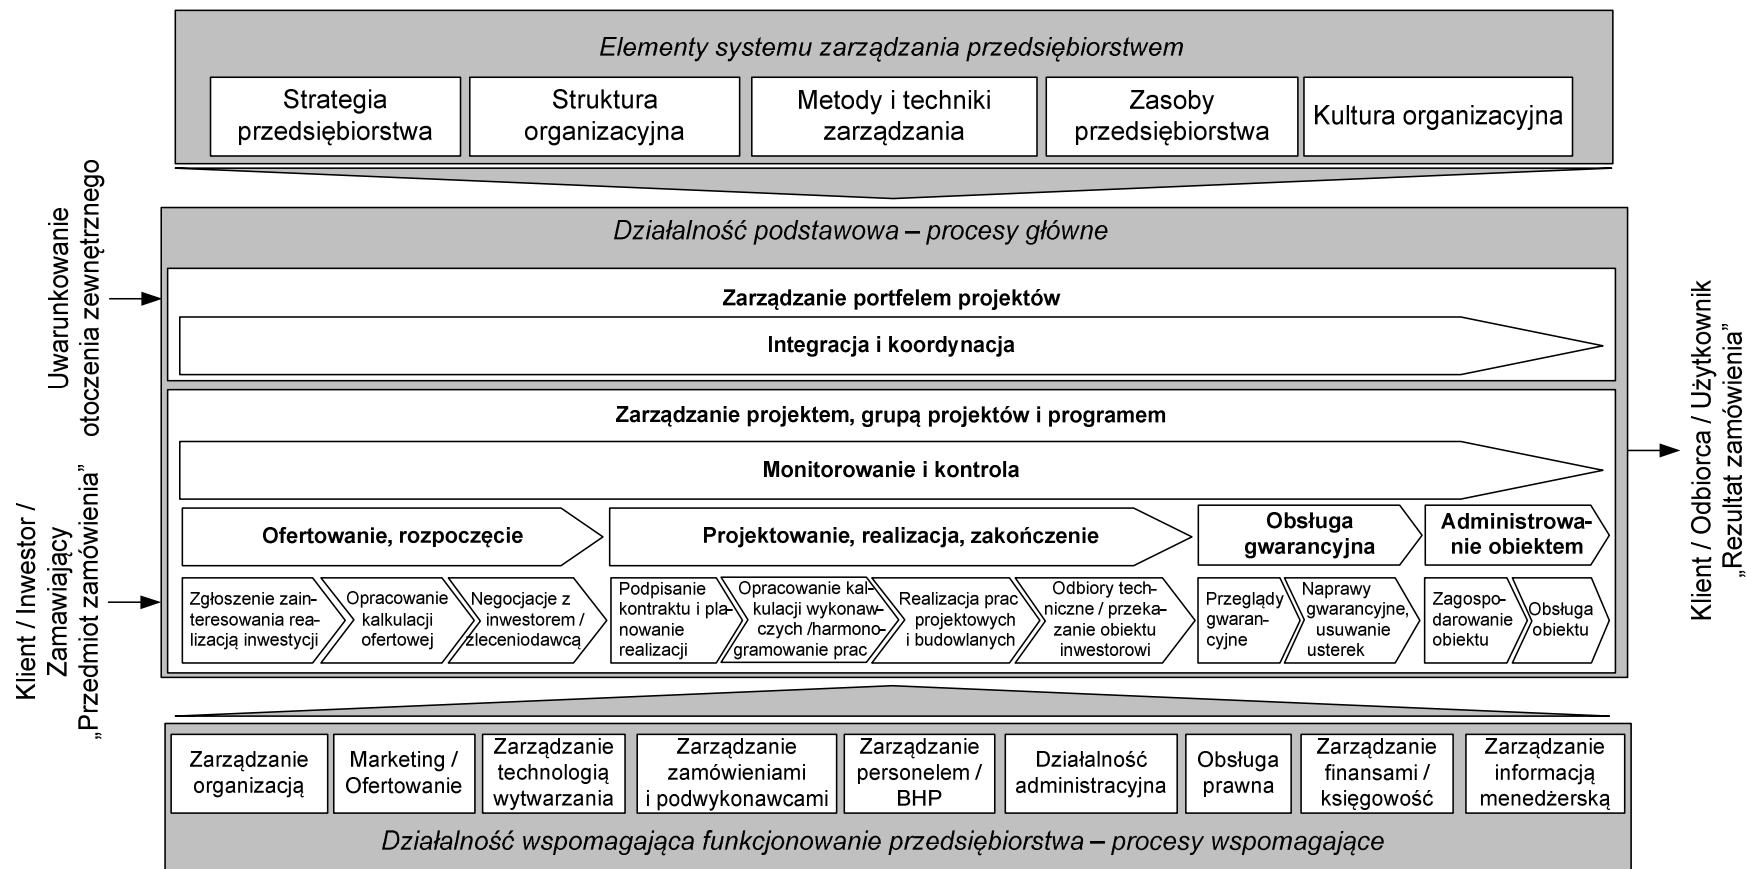 Elementy systemu zarządzania przedsiębiorstwem
Strategia
przedsiębiorstwa
Struktura
organizacyjna
Metody i techniki
zarządzania
Zasoby
przedsiębiorstwa
Kultura organizacyjna
Uwarunkowanie
otoczenia zewnętrznego
Klient / Inwestor /
Zamawiający
„Przedmiot zamówienia”
Działalność podstawowa – procesy główne
Zarządzanie portfelem projektów
Integracja i koordynacja
Zarządzanie projektem, grupą projektów i programem
Monitorowanie i kontrola
Ofertowanie, rozpoczęcie
Projektowanie, realizacja, zakończenie
Obsługa
gwarancyjna
Administrowa-
nie obiektem
Zgłoszenie zain-
teresowania rea-
lizacją inwestycji
Opracowanie
kalkulacji
ofertowej
Negocjacje z
inwestorem /
zleceniodawcą
Podpisanie
kontraktu i pla-
nowanie
realizacji
Opracowanie kal-
kulacji wykonaw-
czych /harmono-
gramowanie prac
Realizacja prac
projektowych
i budowlanych
Odbiory tech-
niczne / przeka-
zanie obiektu
inwestorowi
Przeglądy
gwaran-
cyjne
Naprawy
gwarancyjne,
usuwanie
usterek
Zagospo-
darowanie
obiektu
Obsługa
obiektu
Klient / Odbiorca / Użytkownik
„Rezultat zamówienia”
Zarządzanie
organizacją
Marketing /
Ofertowanie
Zarządzanie
technologią
wytwarzania
Zarządzanie
zamówieniami
i podwykonawcami
Zarządzanie
personelem /
BHP
Działalność
administracyjna
Obsługa
prawna
Zarządzanie
finansami /
księgowość
Zarządzanie
informacją
menedżerską
Działalność wspomagająca funkcjonowanie przedsiębiorstwa – procesy wspomagające